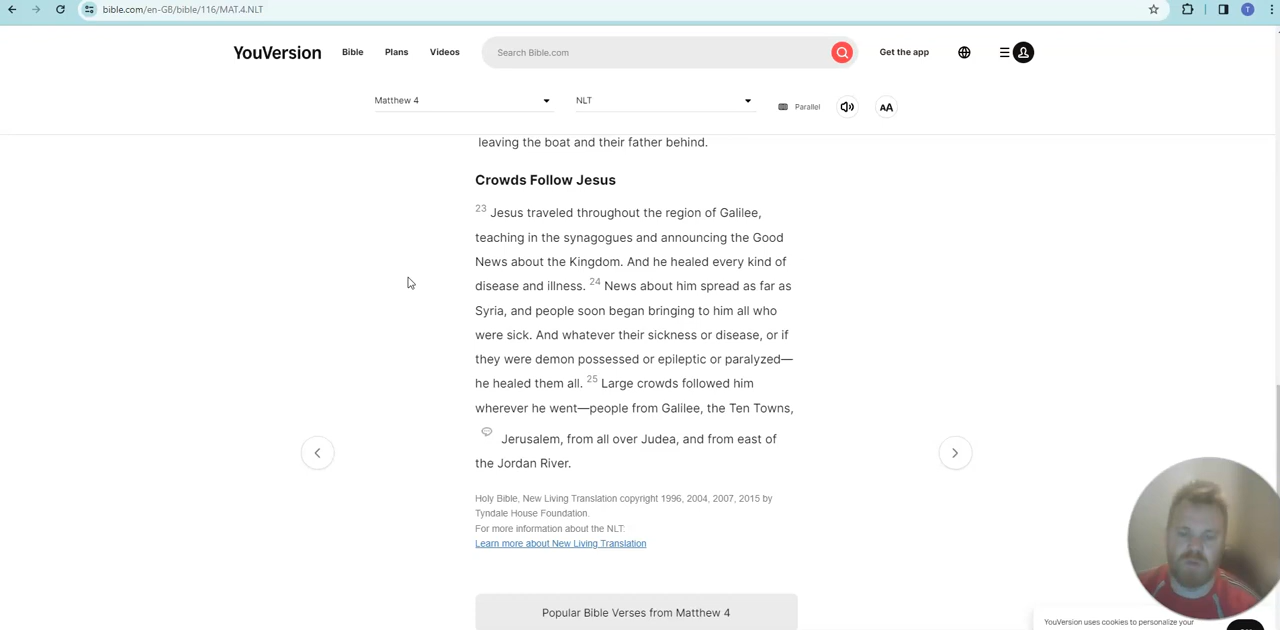 bible.com/en-GB/bible/116/MAT.4.NLT
T
YouVersion
Bible
Plans
Videos
Search Bible.com
Get the app
Matthew 4
NLT
Parallel
AA
leaving the boat and their father behind.
Crowds Follow Jesus
23 Jesus traveled throughout the region of Galilee,
teaching in the synagogues and announcing the Good
News about the Kingdom. And he healed every kind of
disease and illness. 24 News about him spread as far as
Syria, and people soon began bringing to him all who
were sick. And whatever their sickness or disease, or if
they were demon possessed or epileptic or paralyzed—
he healed them all. 25 Large crowds followed him
wherever he went—people from Galilee, the Ten Towns,
Jerusalem, from all over Judea, and from east of
the Jordan River.
Holy Bible, New Living Translation copyright 1996, 2004, 2007, 2015 by
Tyndale House Foundation.
For more information about the NLT:
Learn more about New Living Translation
Popular Bible Verses from Matthew 4
YouVersion uses cookies to personalize your